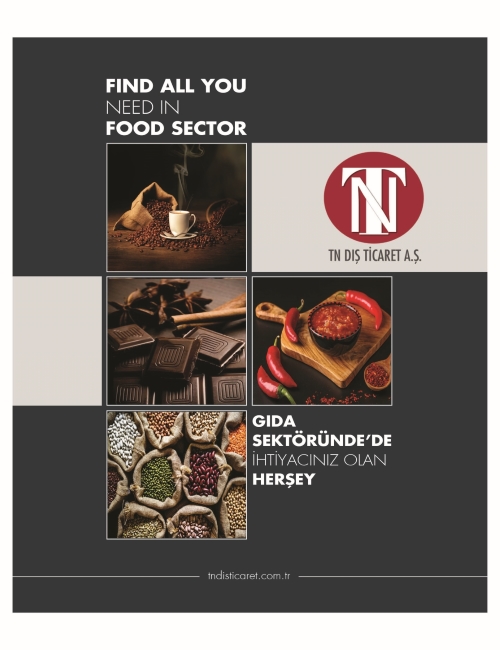 FIND ALL YOU
NEED IN
FOOD SECTOR
TN
TN DIŞ TİCARET A.Ş.
GIDA
SEKTÖRÜNDE'DE
İHTİYACINIZ OLAN
HERŞEY
tndisticaret.com.tr